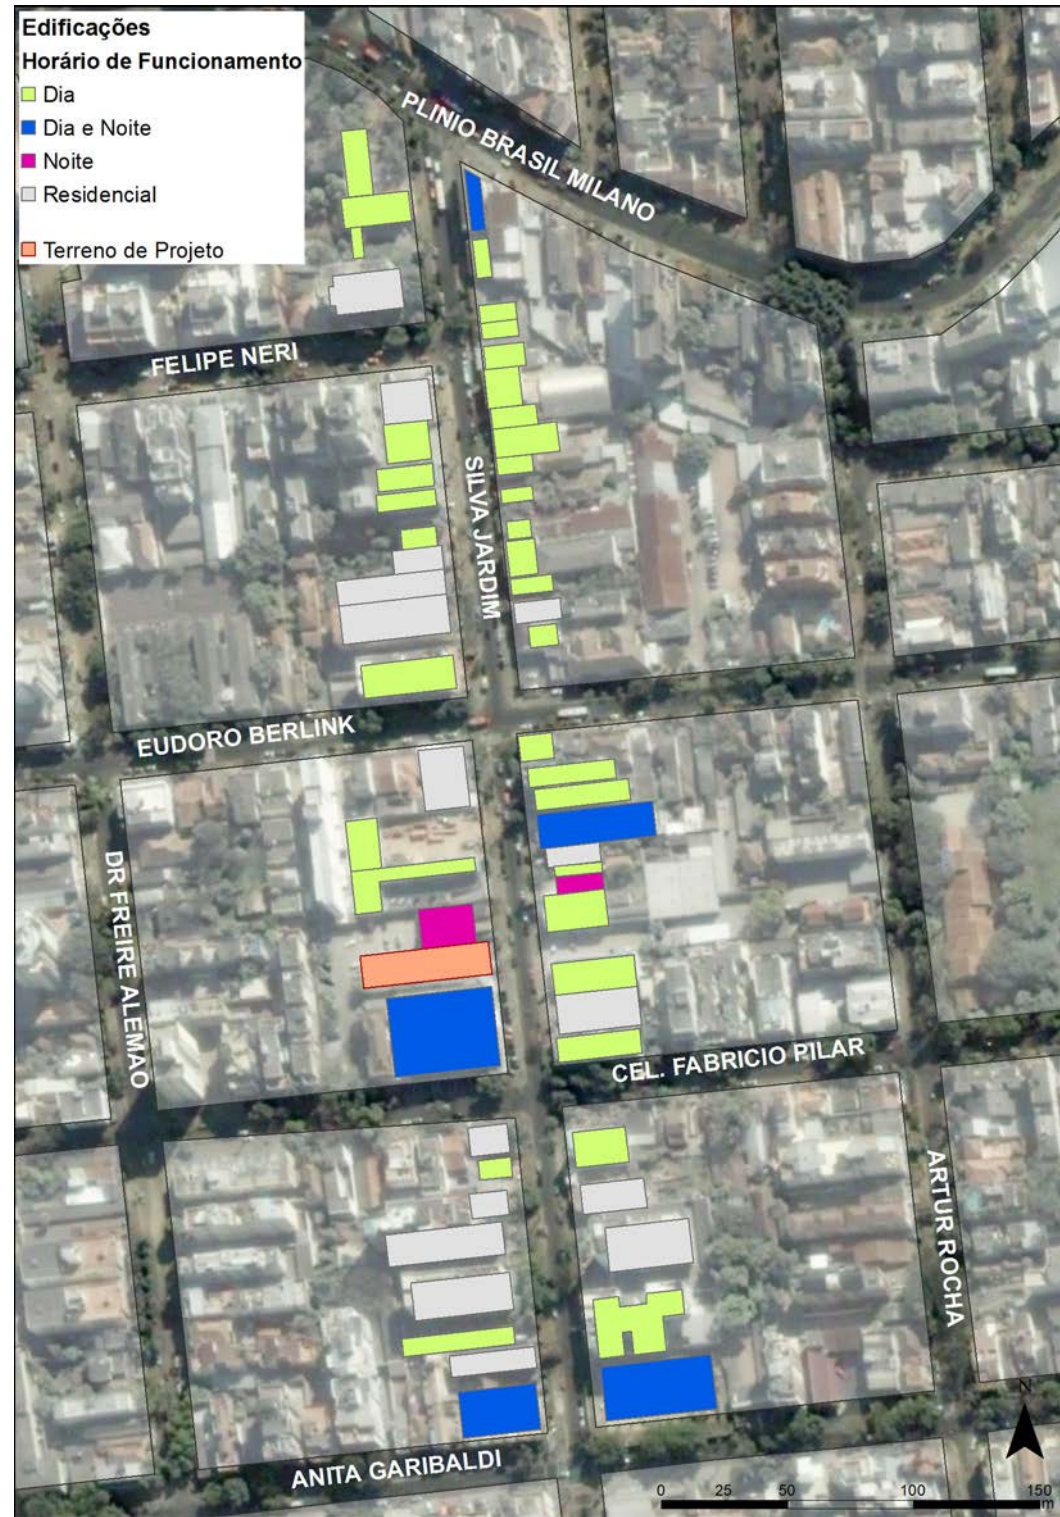 Edificações
Horário de Funcionamento
Dia
Dia e Noite
Noite
Residencial
Terreno de Projeto
PLINIO BRASIL MILANO
FELIPE NERI
SILVA JARDIM
EUDORO BERLINK
DR FREIRE ALEMAO
CEL. FABRICIO PILAR
ARTUR ROCHA
ANITA GARIBALDI
N
0 25 50 100 150
m